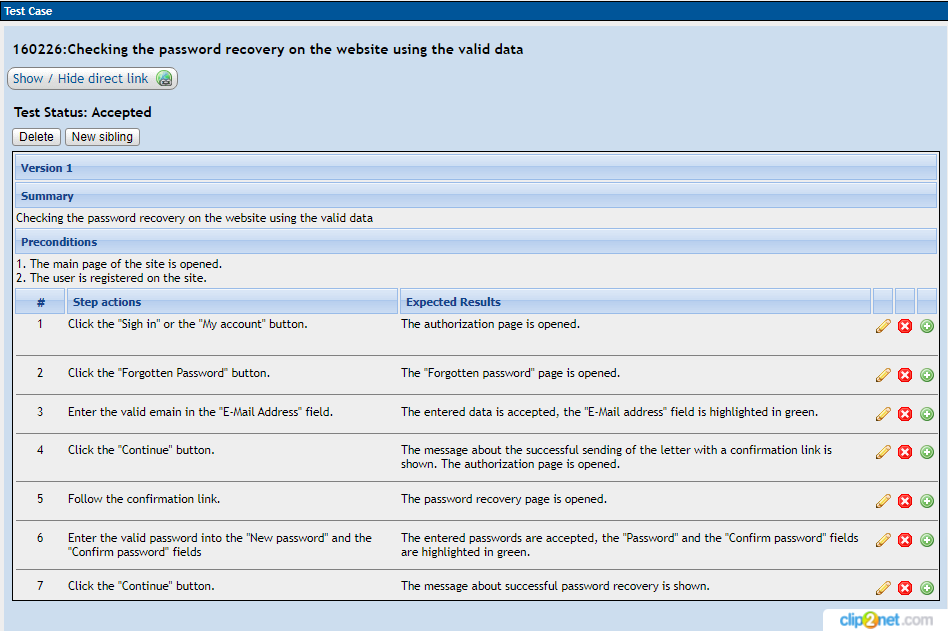 Test Case
160226:Checking the password recovery on the website using the valid data
Show / Hide direct link
Test Status: Accepted
Delete New sibling
Version 1
Summary
Checking the password recovery on the website using the valid data
Preconditions
1. The main page of the site is opened.
2. The user is registered on the site.
# Step actions Expected Results
1 Click the "Sigh in" or the "My account" button. The authorization page is opened.
2 Click the "Forgotten Password" button. The "Forgotten password" page is opened.
3 Enter the valid emain in the "E-Mail Address" field. The entered data is accepted, the "E-Mail address" field is highlighted in green.
4 Click the "Continue" button. The message about the successful sending of the letter with a confirmation link is
shown. The authorization page is opened.
5 Follow the confirmation link. The password recovery page is opened.
6 Enter the valid password into the "New password" and the The entered passwords are accepted, the "Password" and the "Confirm password" fields
"Confirm password" fields are highlighted in green.
7 Click the "Continue" button. The message about successful password recovery is shown.
clip2net.com